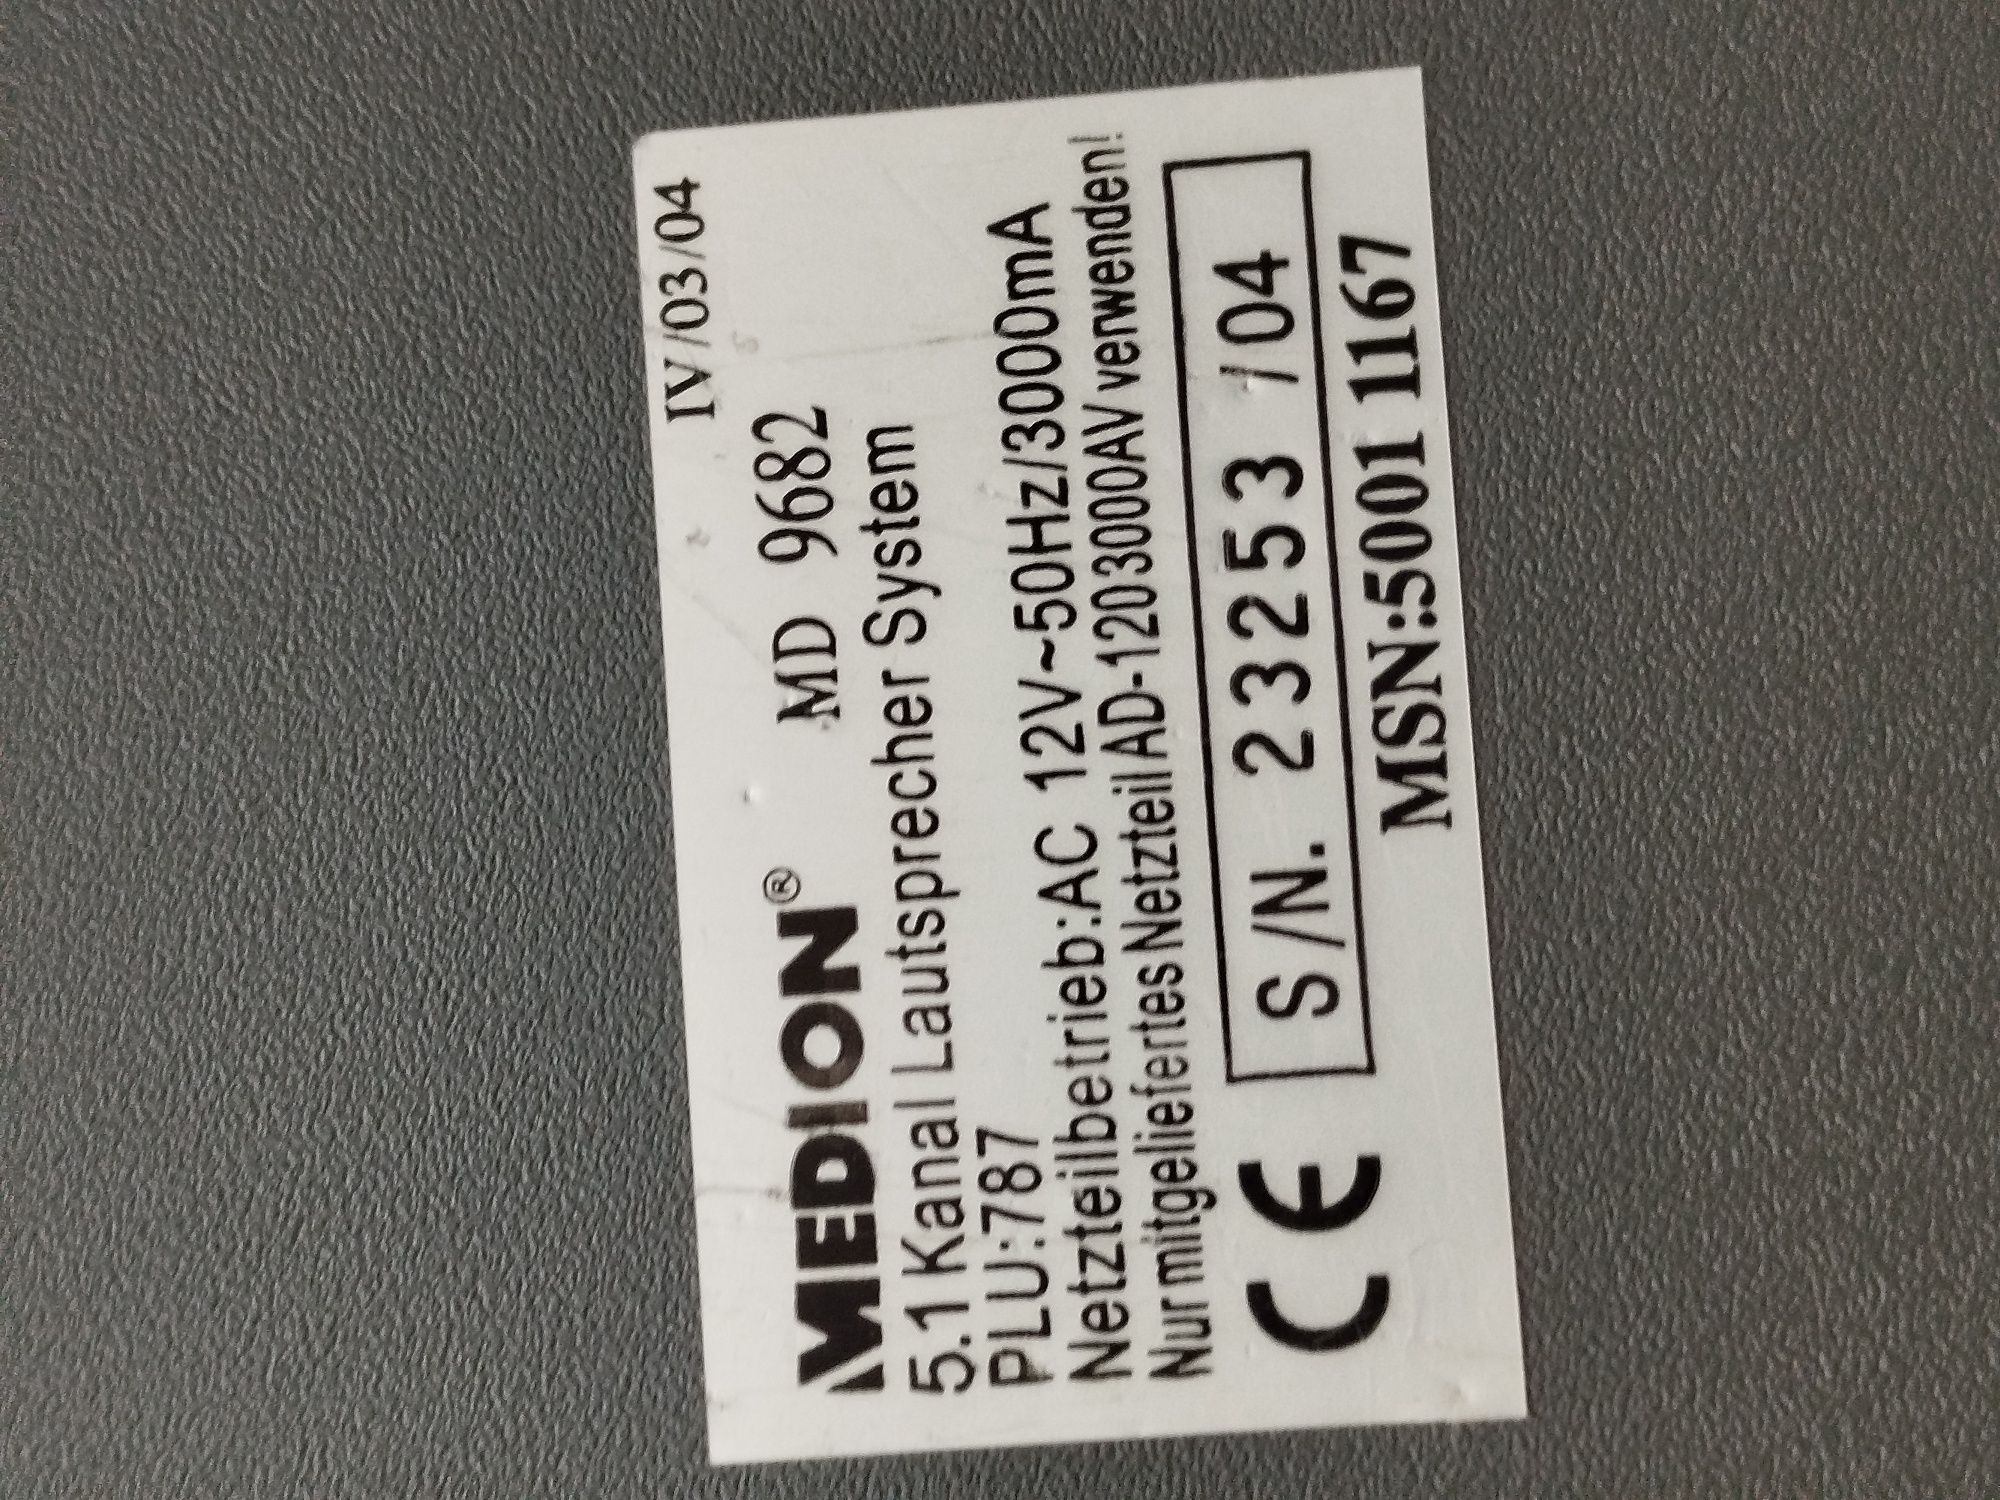 IV/03/04
MEDION® MD 9682
5.1 Kanal Lautsprecher System
PLU:787
Netzteilbetrieb:AC 12V~50Hz/3000mA
Nur mitgeliefertes Netzteil AD-1203000AV verwenden!
CE S/N. 23253 /04
MSN:5001 1167